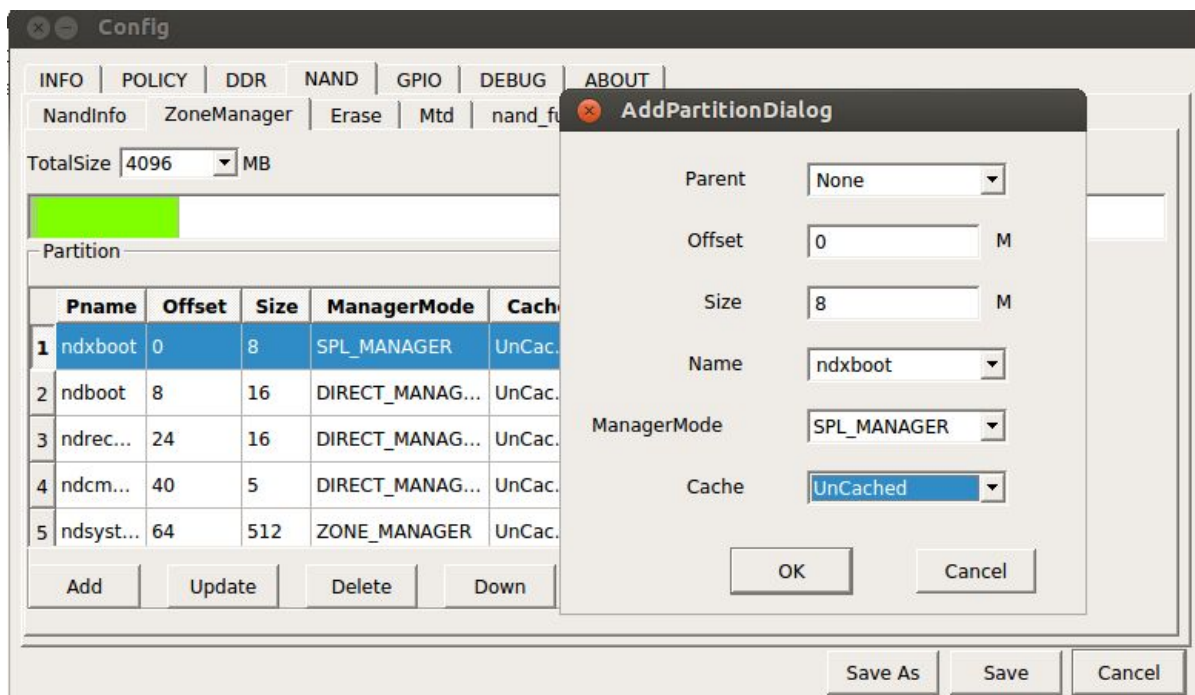 Config
INFO POLICY DDR NAND GPIO DEBUG ABOUT
NandInfo ZoneManager Erase Mtd nand_fu
TotalSize 4096 MB
Partition
Pname Offset Size ManagerMode Cach
1 ndxboot 0 8 SPL_MANAGER UnCac...
2 ndboot 8 16 DIRECT_MANAG... UnCac...
3 ndrec... 24 16 DIRECT_MANAG... UnCac...
4 ndcm... 40 5 DIRECT_MANAG... UnCac...
5 ndsyst... 64 512 ZONE_MANAGER UnCac...
Add Update Delete Down
AddPartitionDialog
Parent None
Offset 0 M
Size 8 M
Name ndxboot
ManagerMode SPL_MANAGER
Cache UnCached
OK Cancel
Save As Save Cancel